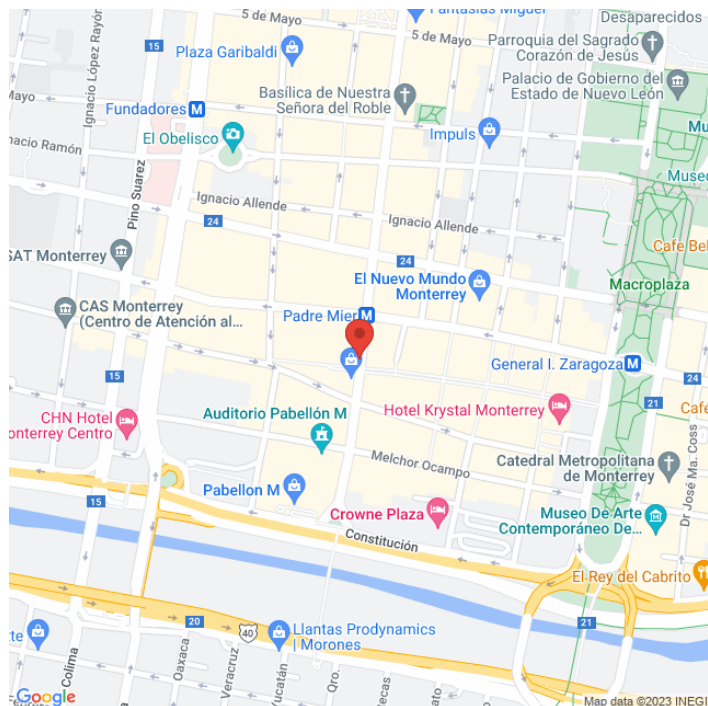 Fantasías Miguel
Desaparecidos
5 de Mayo
5 de Mayo
15
Ignacio López Rayón
Plaza Garibaldi
Parroquia del Sagrado
Corazón de Jesús
Basílica de Nuestra
Señora del Roble
Palacio de Gobierno del
Estado de Nuevo León
Mayo
Fundadores M
Impuls
El Obelisco
Ignacio Ramón
Pino Suarez
Museo
Ignacio Allende
Ignacio Allende
24
SAT Monterrey
24
Cafe Bel
El Nuevo Mundo
Monterrey
Macroplaza
CAS Monterrey
(Centro de Atención al...
Padre Mier M
General I. Zaragoza M
15
24
21
CHN Hotel
Monterrey Centro
Auditorio Pabellón M
Hotel Krystal Monterrey
Café
Melchor Ocampo
Catedral Metropolitana
de Monterrey
Dr José Ma. Coss
Pabellon M
15
Crowne Plaza
Museo De Arte
Contemporáneo De...
Constitución
El Rey del Cabrito
20
40
21
Llantas Prodynamics
| Morones
Colima
Oaxaca
Veracruz
Yucatán
Qro.
Google
Map data ©2023 INEGI